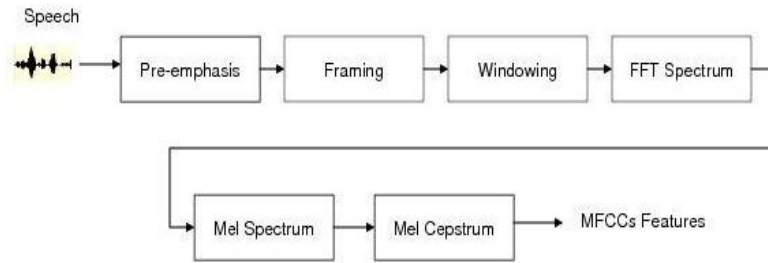 Speech
Pre-emphasis
Framing
Windowing
FFT Spectrum
Mel Spectrum
Mel Cepstrum
MFCCs Features